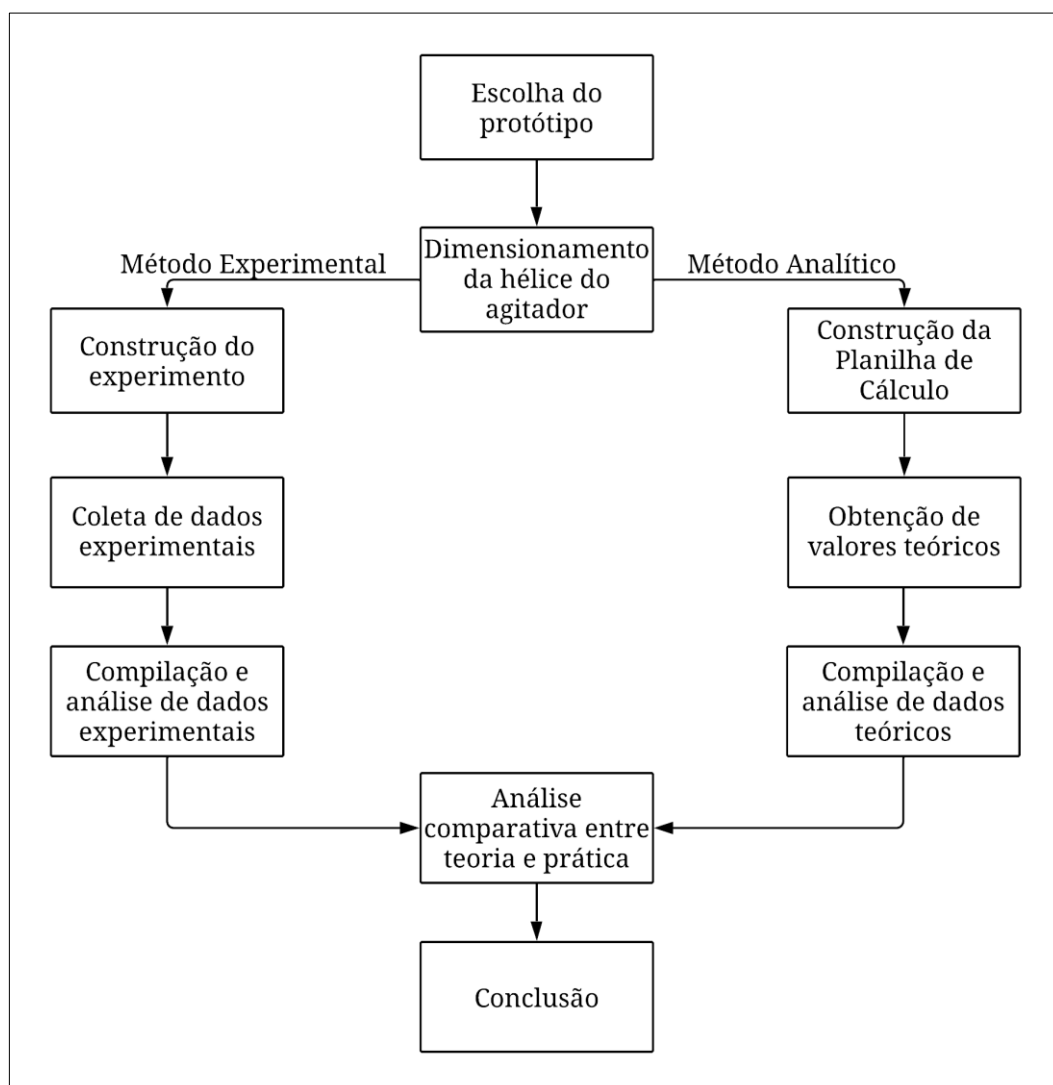 Escolha do
protótipo
Dimensionamento
da hélice do
agitador
Método Experimental
Método Analítico
Construção do
experimento
Construção da
Planilha de
Cálculo
Coleta de dados
experimentais
Obtenção de
valores teóricos
Compilação e
análise de dados
experimentais
Compilação e
análise de dados
teóricos
Análise
comparativa entre
teoria e prática
Conclusão